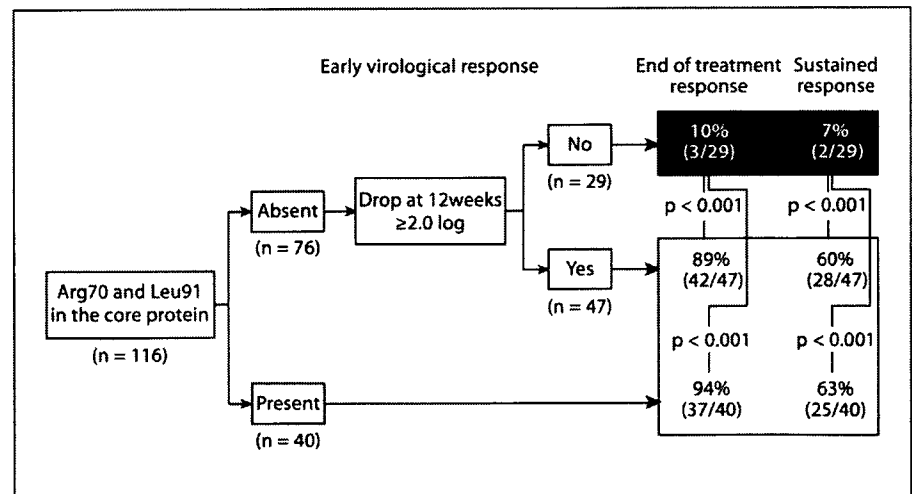 Early virological response
End of treatment
response
Sustained
response
No
(n = 29)
10%
(3/29)
7%
(2/29)
p < 0.001
p < 0.001
Absent
(n = 76)
Drop at 12weeks
≥2.0 log
Yes
(n = 47)
89%
(42/47)
60%
(28/47)
Arg70 and Leu91
in the core protein
(n = 116)
p < 0.001
p < 0.001
Present
(n = 40)
94%
(37/40)
63%
(25/40)